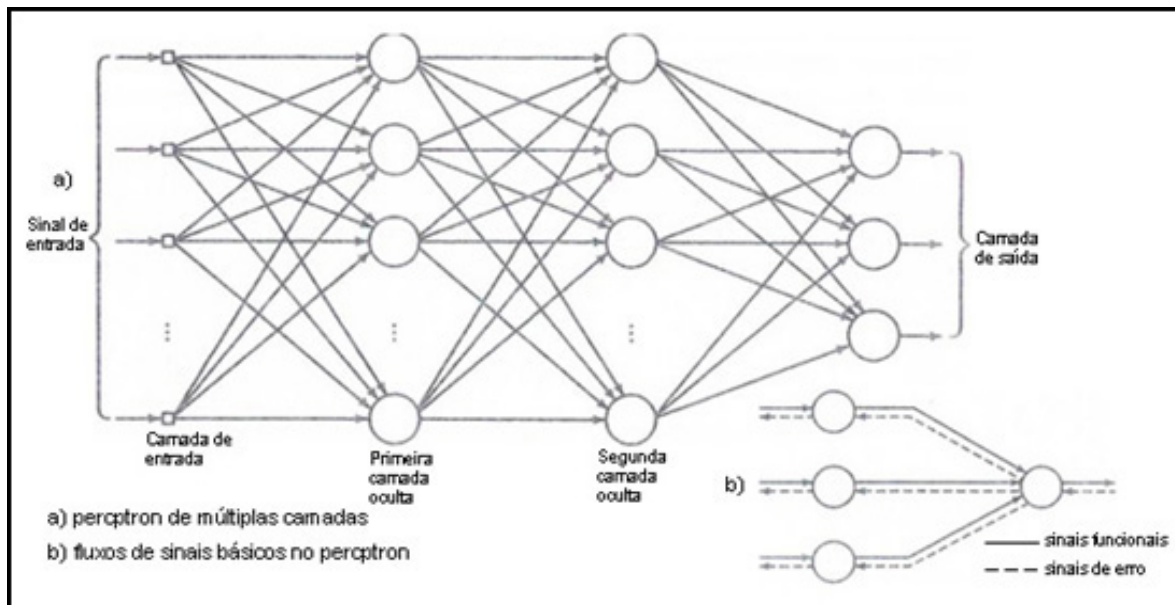 a)
Sinal de
entrada
Camada
de saída
Camada de
entrada
Primeira
camada
oculta
Segunda
camada
oculta
b)
a) percptron de múltiplas camadas
b) fluxos de sinais básicos no percptron
sinais funcionais
sinais de erro